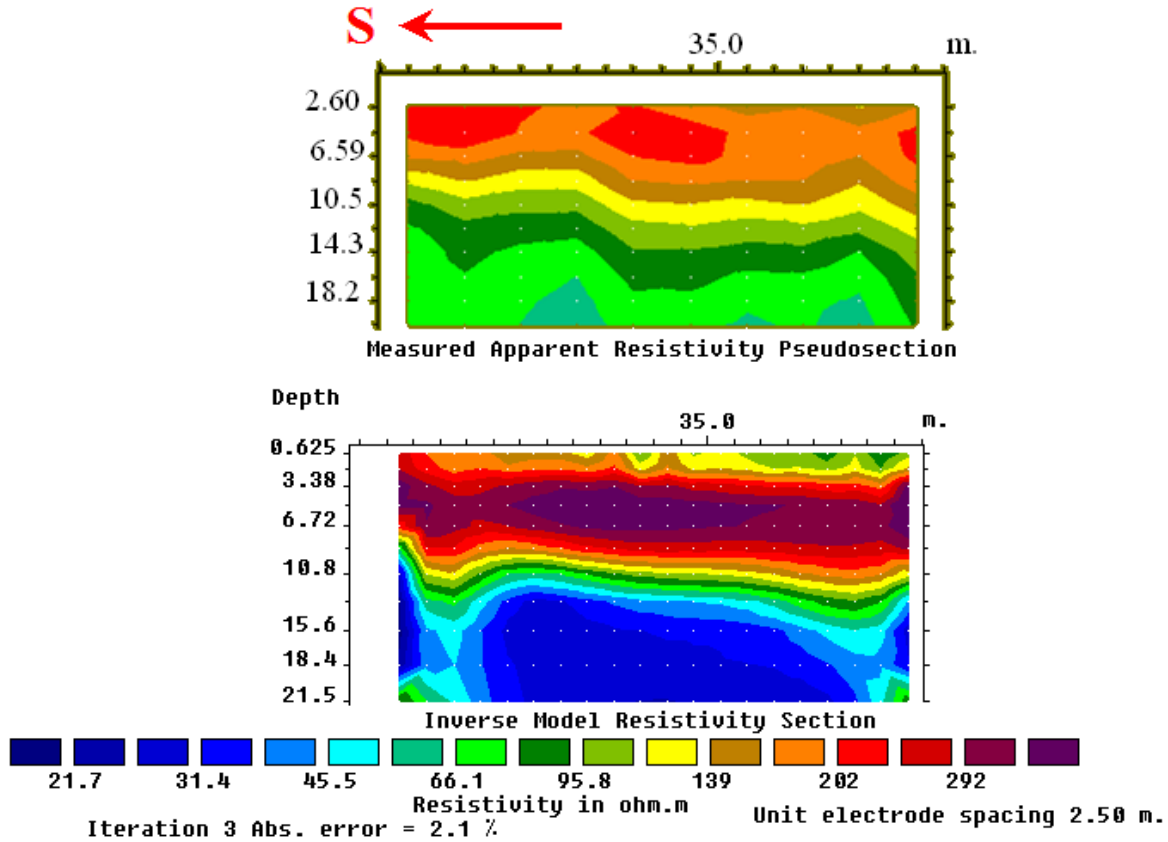 S
35.0 m.
2.60
6.59
10.5
14.3
18.2
Measured Apparent Resistivity Pseudosection
Depth
35.0 m.
0.625
3.38
6.72
10.8
15.6
18.4
21.5
Inverse Model Resistivity Section
21.7 31.4 45.5 66.1 95.8 139 202 292
Resistivity in ohm.m
Unit electrode spacing 2.50 m.
Iteration 3 Abs. error = 2.1 %